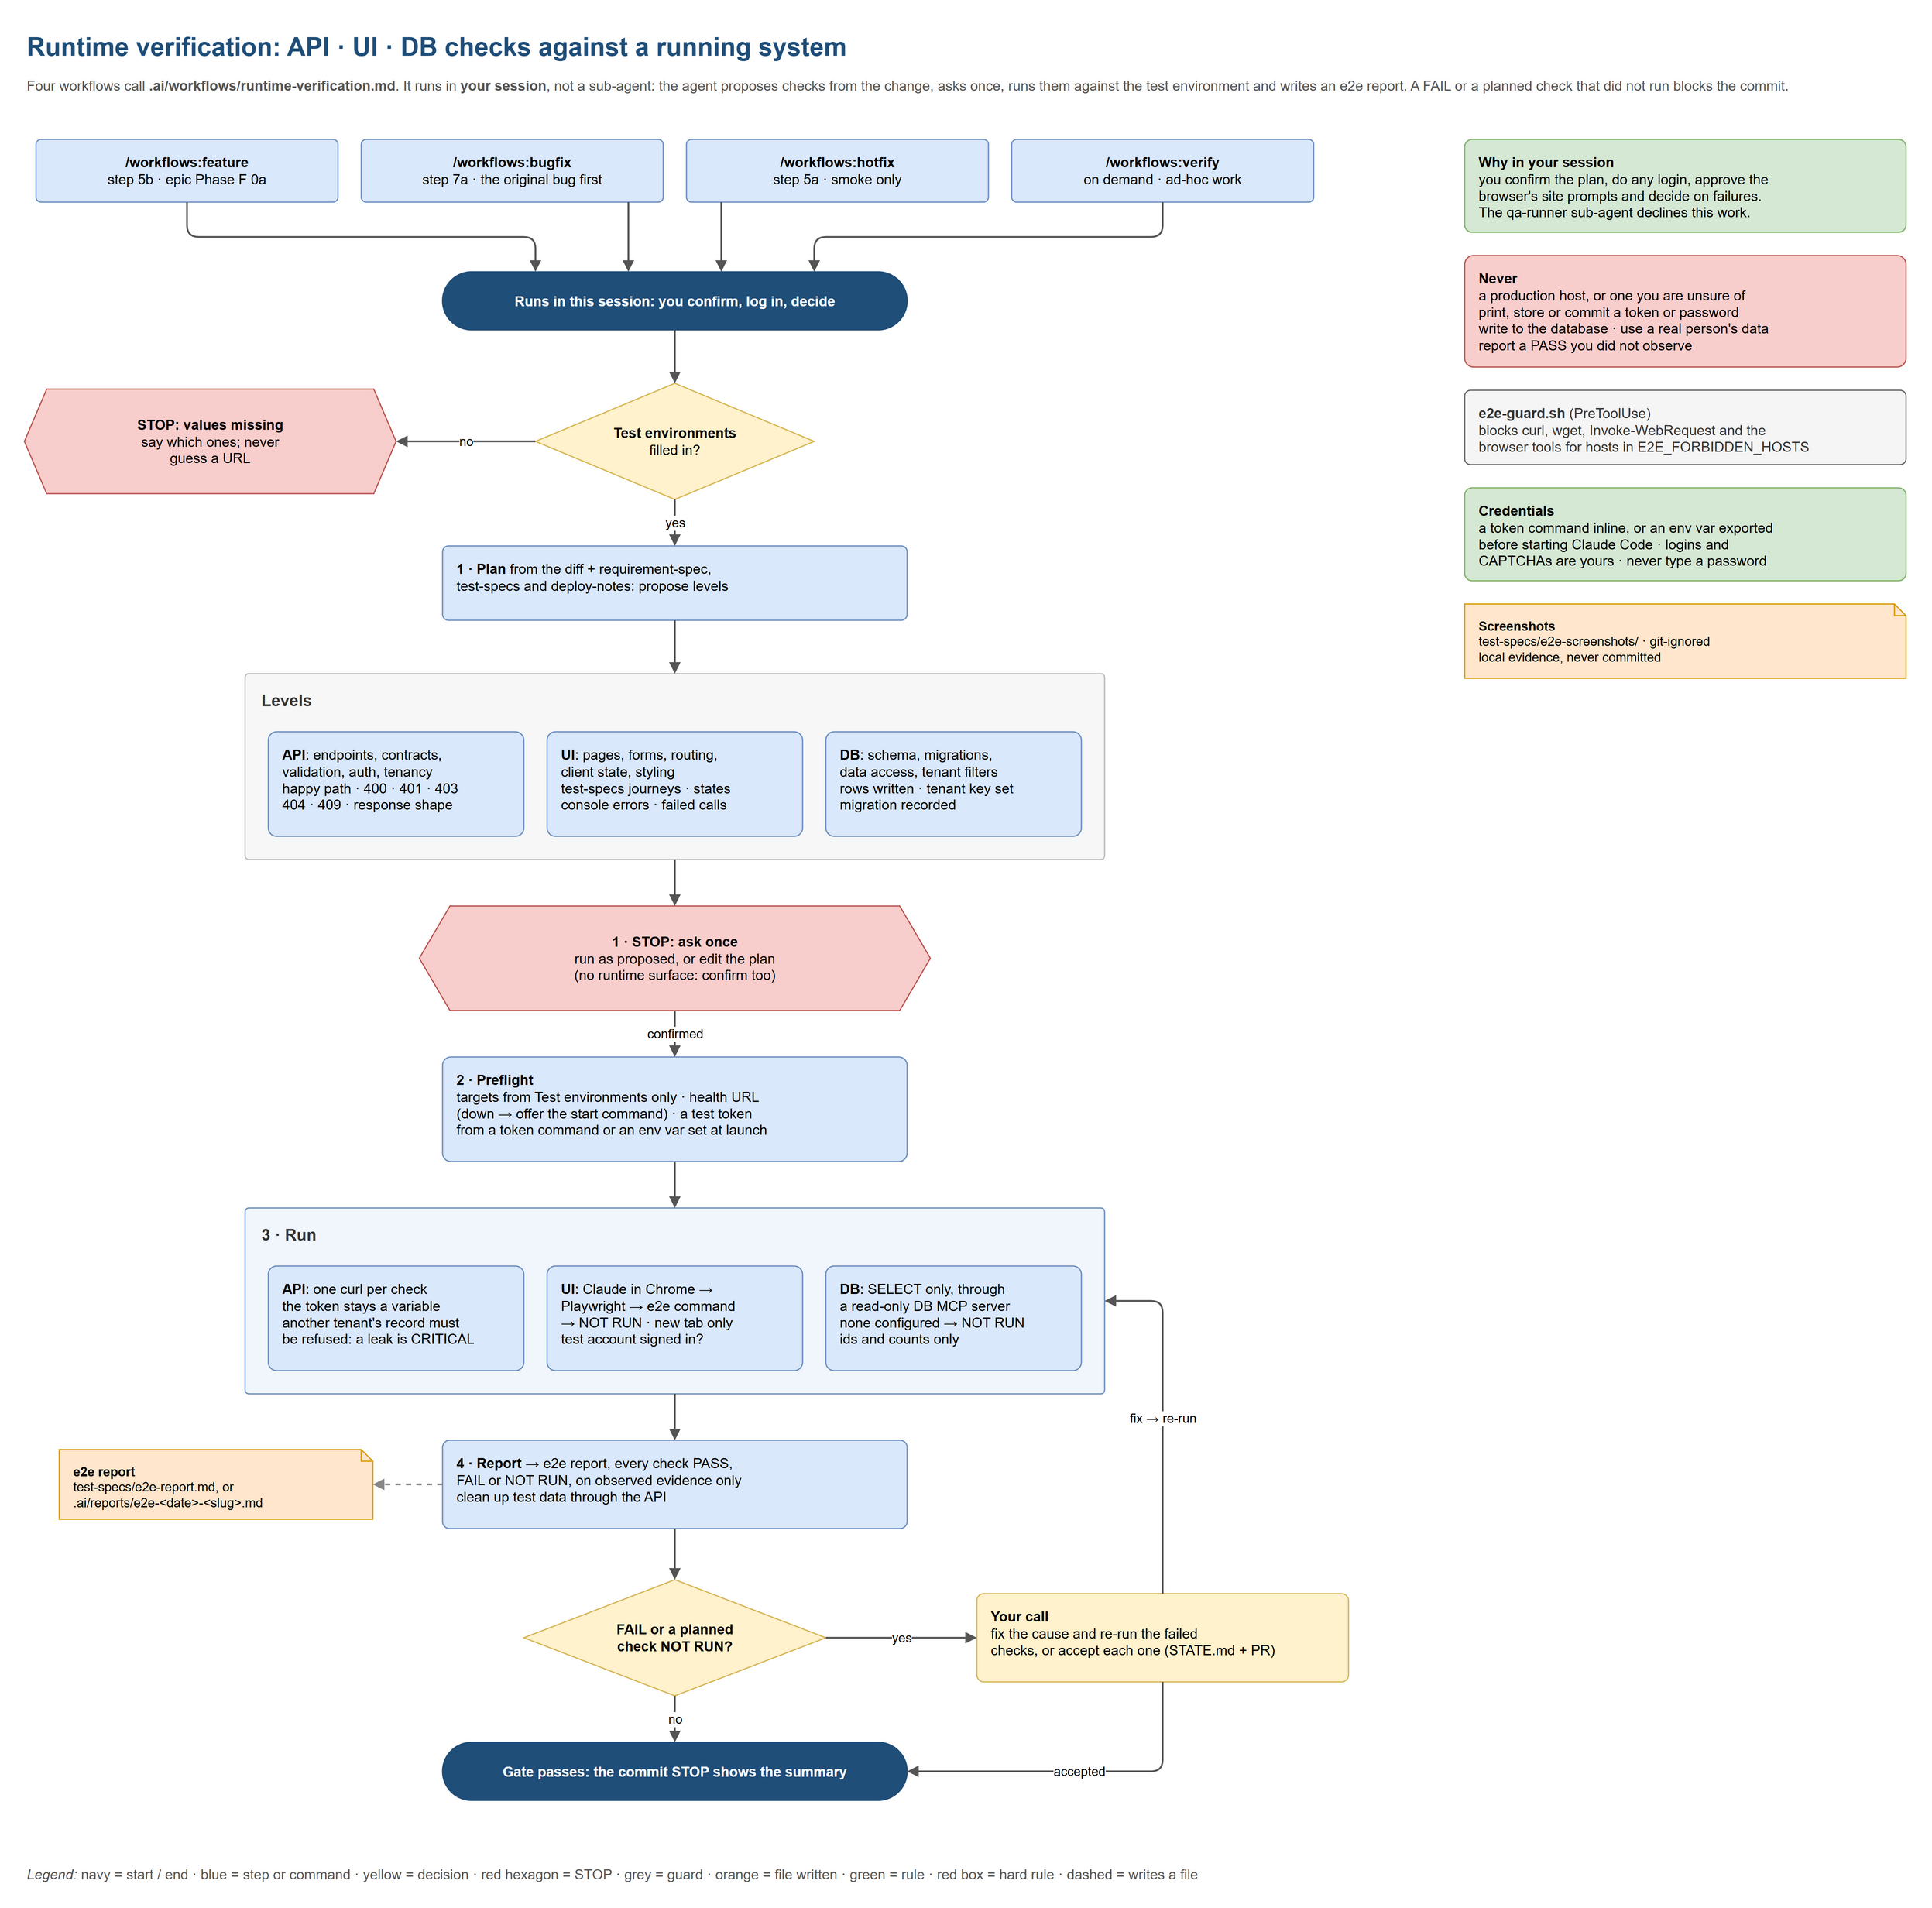 Runtime verification: API · UI · DB checks against a running system
Four workflows call .ai/workflows/runtime-verification.md. It runs in your session, not a sub-agent: the agent proposes checks from the change, asks once, runs them against the test environment and writes an e2e report. A FAIL or a planned check that did not run blocks the commit.
/workflows:feature
step 5b · epic Phase F 0a
/workflows:bugfix
step 7a · the original bug first
/workflows:hotfix
step 5a · smoke only
/workflows:verify
on demand · ad-hoc work
Why in your session
you confirm the plan, do any login, approve the
browser's site prompts and decide on failures.
The qa-runner sub-agent declines this work.
Never
a production host, or one you are unsure of
print, store or commit a token or password
write to the database · use a real person's data
report a PASS you did not observe
e2e-guard.sh (PreToolUse)
blocks curl, wget, Invoke-WebRequest and the
browser tools for hosts in E2E_FORBIDDEN_HOSTS
Credentials
a token command inline, or an env var exported
before starting Claude Code · logins and
CAPTCHAs are yours · never type a password
Screenshots
test-specs/e2e-screenshots/ · git-ignored
local evidence, never committed
Runs in this session: you confirm, log in, decide
Test environments
filled in?
no
STOP: values missing
say which ones; never
guess a URL
yes
1 · Plan from the diff + requirement-spec,
test-specs and deploy-notes: propose levels
Levels
API: endpoints, contracts,
validation, auth, tenancy
happy path · 400 · 401 · 403
404 · 409 · response shape
UI: pages, forms, routing,
client state, styling
test-specs journeys · states
console errors · failed calls
DB: schema, migrations,
data access, tenant filters
rows written · tenant key set
migration recorded
1 · STOP: ask once
run as proposed, or edit the plan
(no runtime surface: confirm too)
confirmed
2 · Preflight
targets from Test environments only · health URL
(down → offer the start command) · a test token
from a token command or an env var set at launch
3 · Run
API: one curl per check
the token stays a variable
another tenant's record must
be refused: a leak is CRITICAL
UI: Claude in Chrome →
Playwright → e2e command
→ NOT RUN · new tab only
test account signed in?
DB: SELECT only, through
a read-only DB MCP server
none configured → NOT RUN
ids and counts only
fix → re-run
4 · Report → e2e report, every check PASS,
FAIL or NOT RUN, on observed evidence only
clean up test data through the API
e2e report
test-specs/e2e-report.md, or
.ai/reports/e2e-<date>-<slug>.md
FAIL or a planned
check NOT RUN?
yes
Your call
fix the cause and re-run the failed
checks, or accept each one (STATE.md + PR)
no
accepted
Gate passes: the commit STOP shows the summary
Legend: navy = start / end · blue = step or command · yellow = decision · red hexagon = STOP · grey = guard · orange = file written · green = rule · red box = hard rule · dashed = writes a file